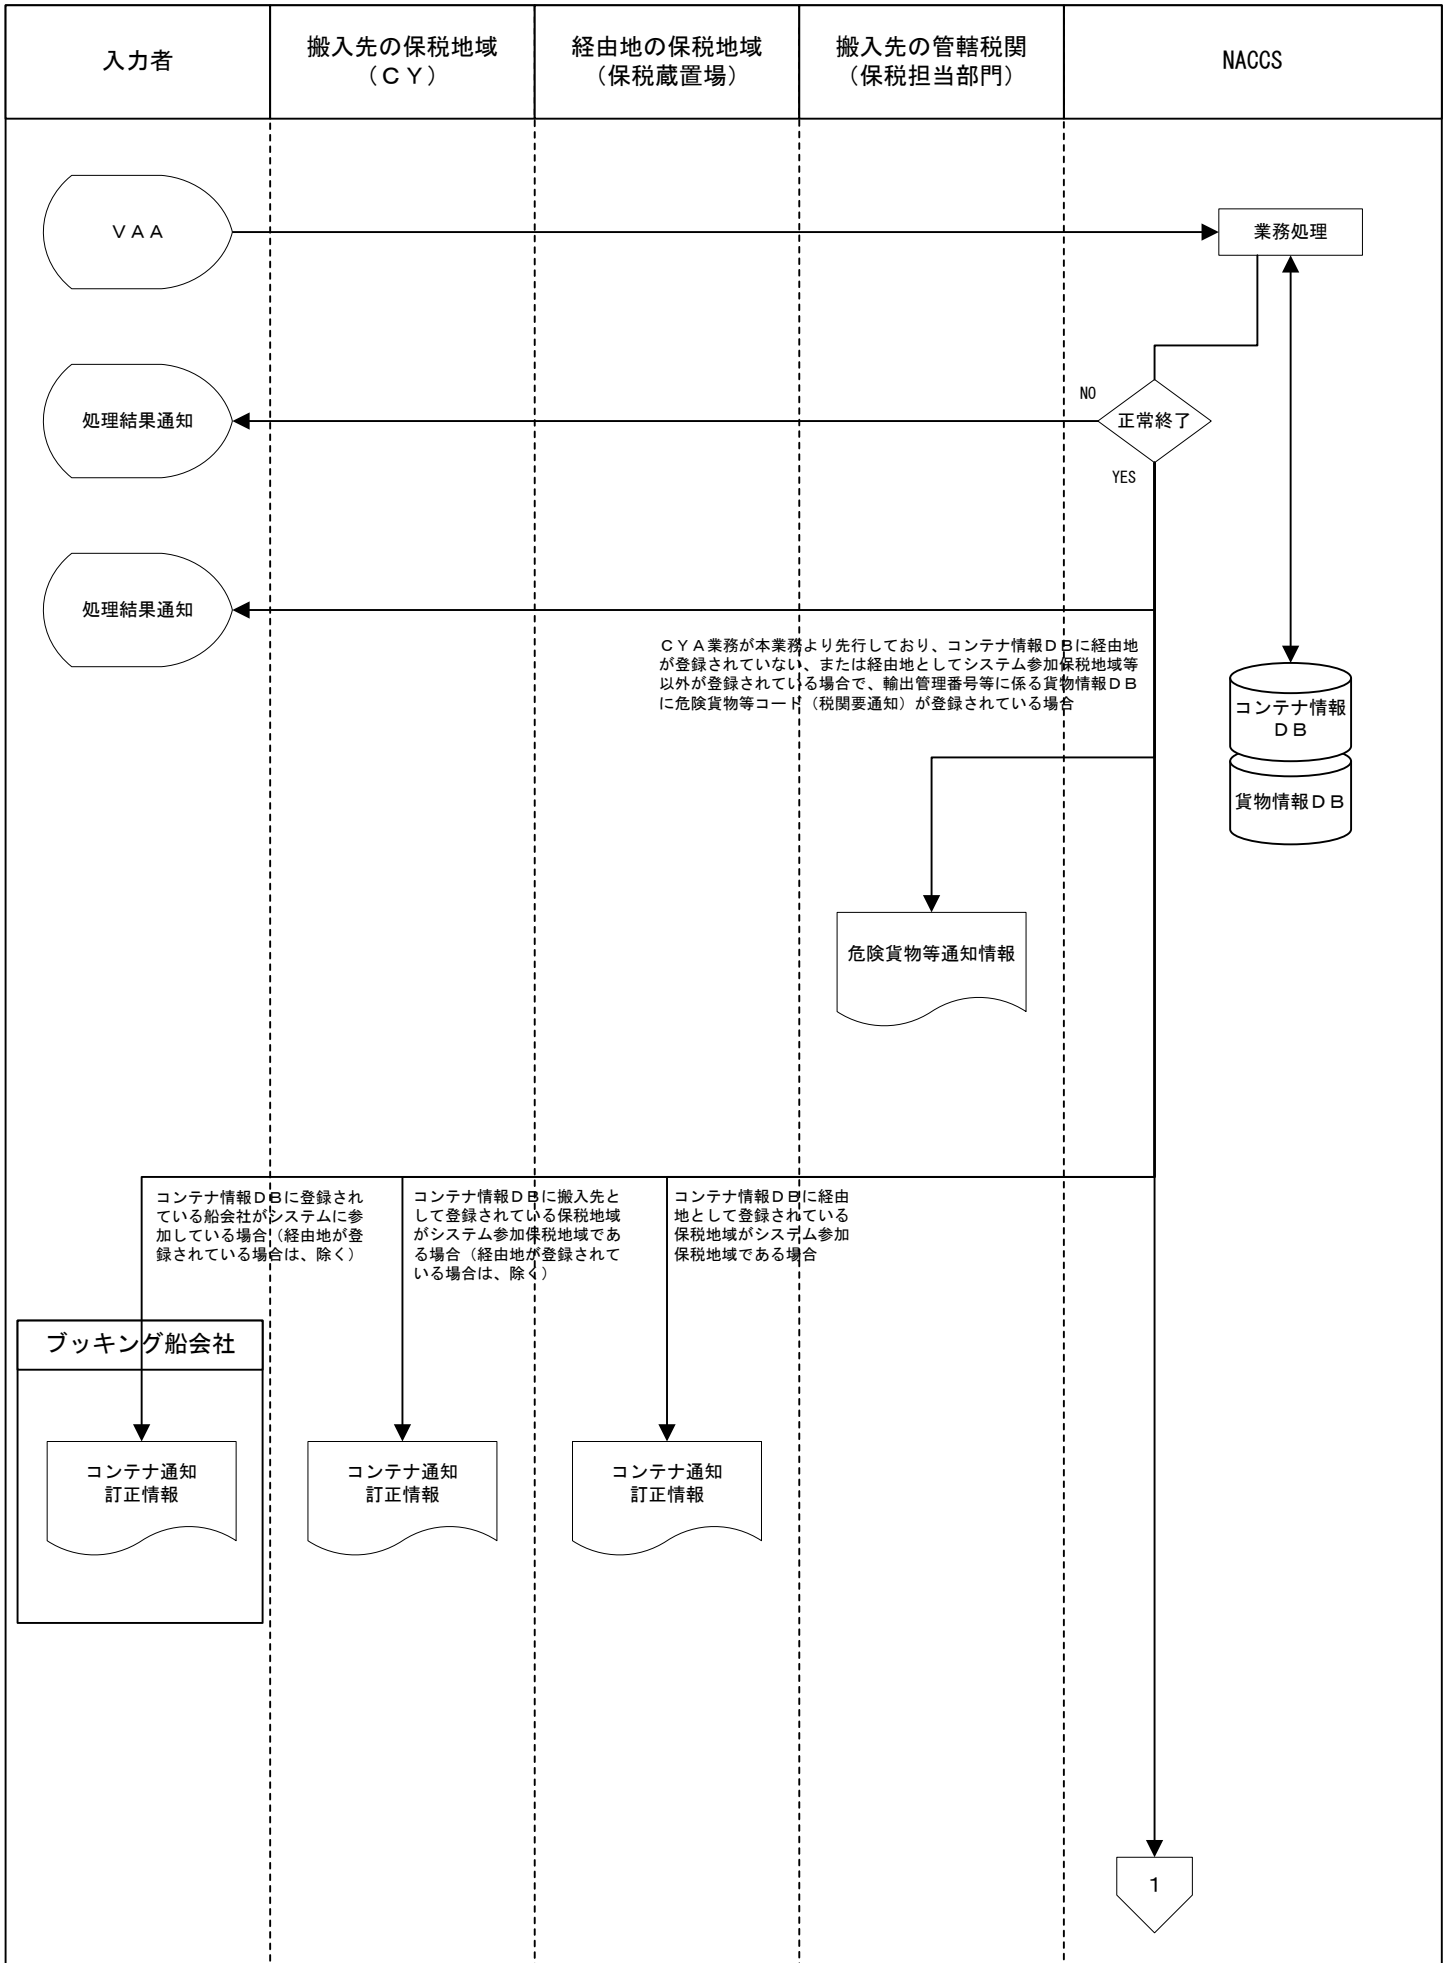 入力者
搬入先の保税地域
（ＣＹ）
経由地の保税地域
（保税蔵置場）
搬入先の管轄税関
（保税担当部門）
NACCS
ＶＡＡ
業務処理
NO
処理結果通知
正常終了
YES
処理結果通知
ＣＹＡ業務が本業務より先行しており、コンテナ情報ＤＢに経由地
が登録されていない、または経由地としてシステム参加保税地域等
以外が登録されている場合で、輸出管理番号等に係る貨物情報ＤＢ
に危険貨物等コード（税関要通知）が登録されている場合
コンテナ情報
ＤＢ
貨物情報ＤＢ
危険貨物等通知情報
コンテナ情報ＤＢに登録され
ている船会社がシステムに参
加している場合（経由地が登
録されている場合は、除く）
コンテナ情報ＤＢに搬入先と
して登録されている保税地域
がシステム参加保税地域であ
る場合（経由地が登録されて
いる場合は、除く）
コンテナ情報ＤＢに経由
地として登録されている
保税地域がシステム参加
保税地域である場合
ブッキング船会社
コンテナ通知
訂正情報
コンテナ通知
訂正情報
コンテナ通知
訂正情報
１